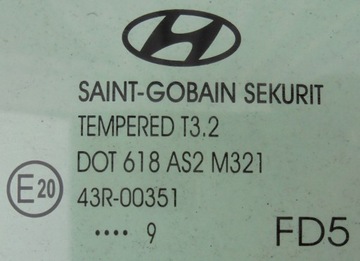 SAINT-GOBAIN SEKURIT
TEMPERED T3.2
DOT 618 AS2 M321
E20 43R-00351
•••• 9 FD5